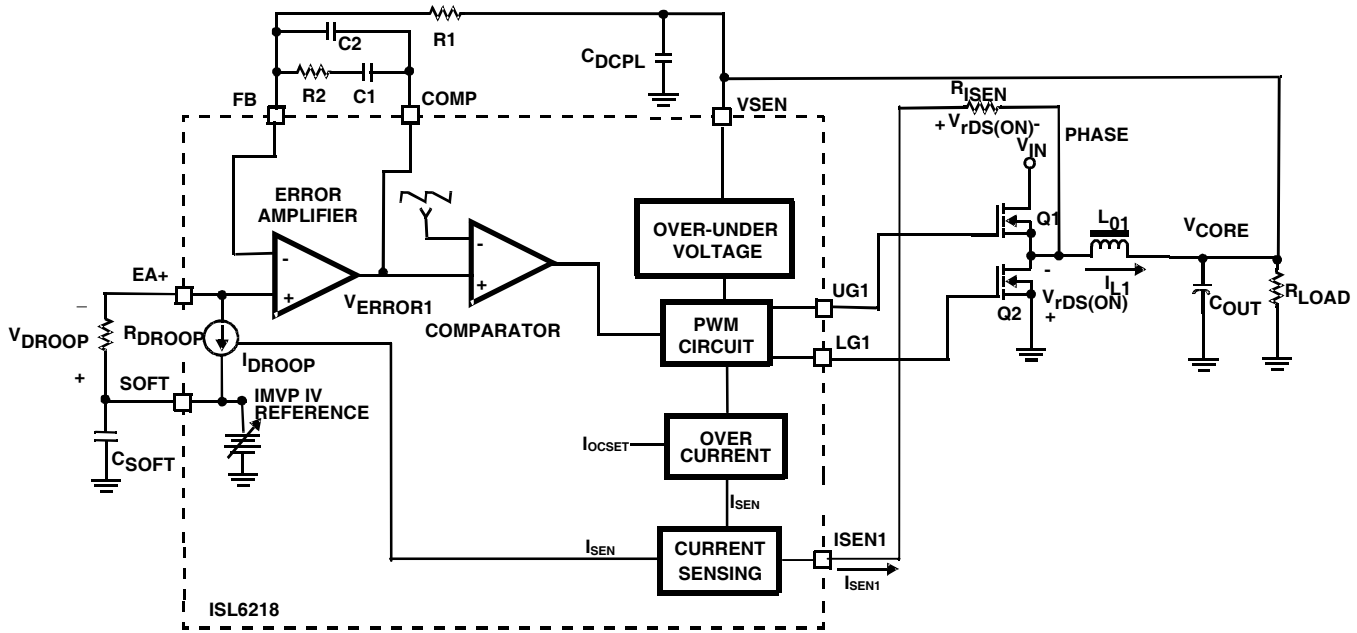 R1
C2
CDCPL
R2 C1
FB
COMP
VSEN
RISEN
+ VrDS(ON) -
PHASE
VIN
ERROR
AMPLIFIER
OVER-UNDER
VOLTAGE
Q1
L01
VCORE
-
-
EA+
+
+
VERROR1
UG1
-
IL1
_
VDROOP
RDROOP
COMPARATOR
PWM
CIRCUIT
VrDS(ON)
Q2
+
COUT
RLOAD
IDROOP
LG1
+
SOFT
IMVP IV
REFERENCE
CSOFT
IOCSET
OVER
CURRENT
ISEN
ISEN
CURRENT
SENSING
ISEN1
ISEN1
ISL6218